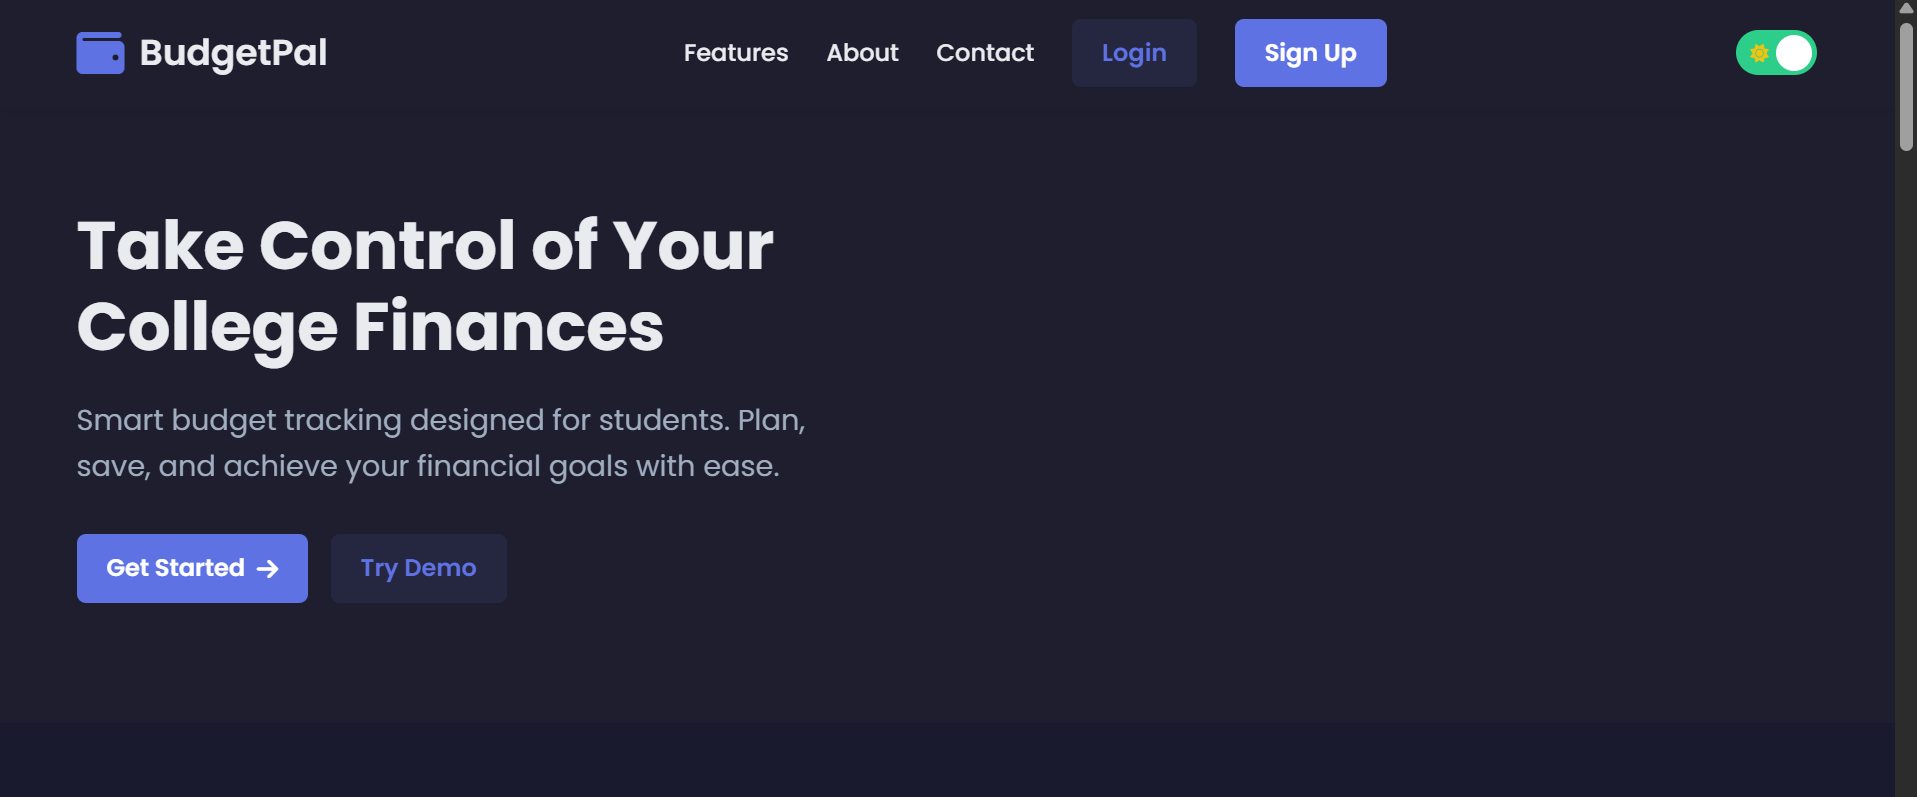 BudgetPal
Features
About
Contact
Login
Sign Up
Take Control of Your
College Finances
Smart budget tracking designed for students. Plan,
save, and achieve your financial goals with ease.
Get Started →
Try Demo